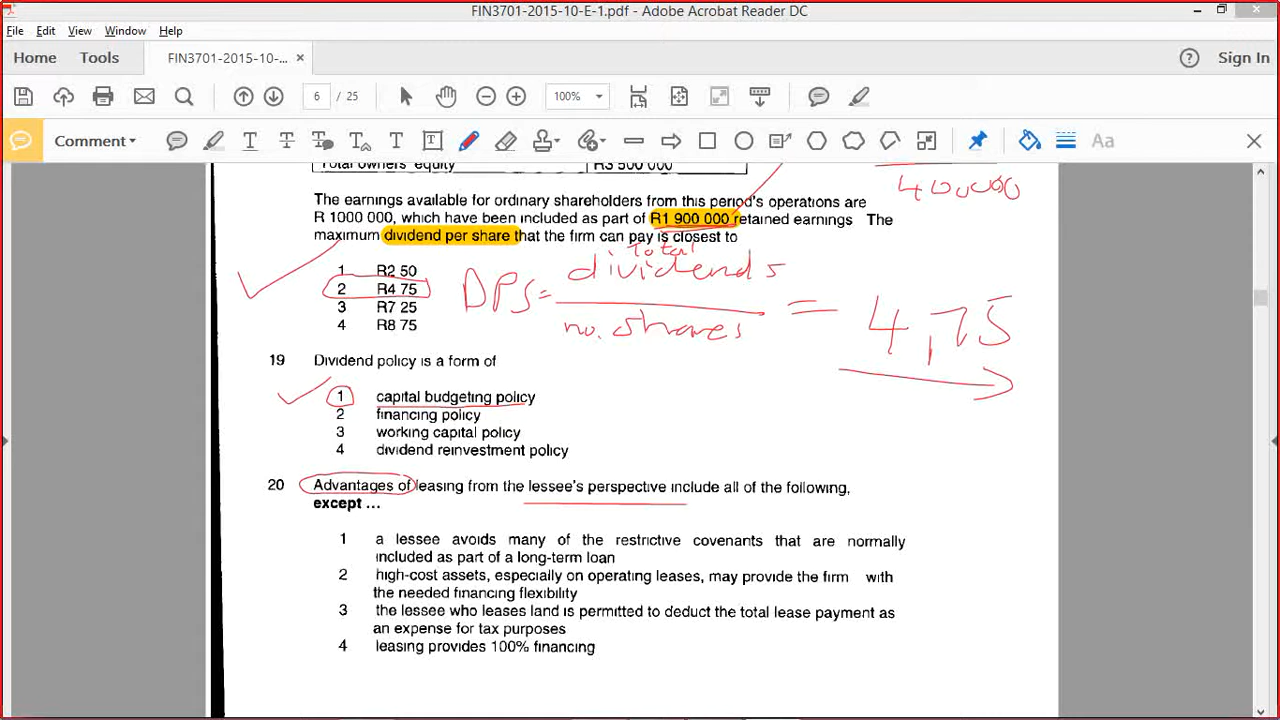 FIN3701-2015-10-E-1.pdf - Adobe Acrobat Reader DC
File Edit View Window Help
Home Tools FIN3701-2015-10-... × Sign In
6 / 25 100%
Comment Aa
Total owners' equity R3 500 000
400000
The earnings available for ordinary shareholders from this period's operations are
R 1000 000, which have been included as part of R1 900 000 retained earnings The
maximum dividend per share that the firm can pay is closest to
1 R2 50
2 R4 75
3 R7 25
4 R8 75
DPS = Total dividends
no. shares
= 4,75
19 Dividend policy is a form of
1 capital budgeting policy
2 financing policy
3 working capital policy
4 dividend reinvestment policy
20 Advantages of leasing from the lessee's perspective include all of the following,
except ...
1 a lessee avoids many of the restrictive covenants that are normally
included as part of a long-term loan
2 high-cost assets, especially on operating leases, may provide the firm with
the needed financing flexibility
3 the lessee who leases land is permitted to deduct the total lease payment as
an expense for tax purposes
4 leasing provides 100% financing